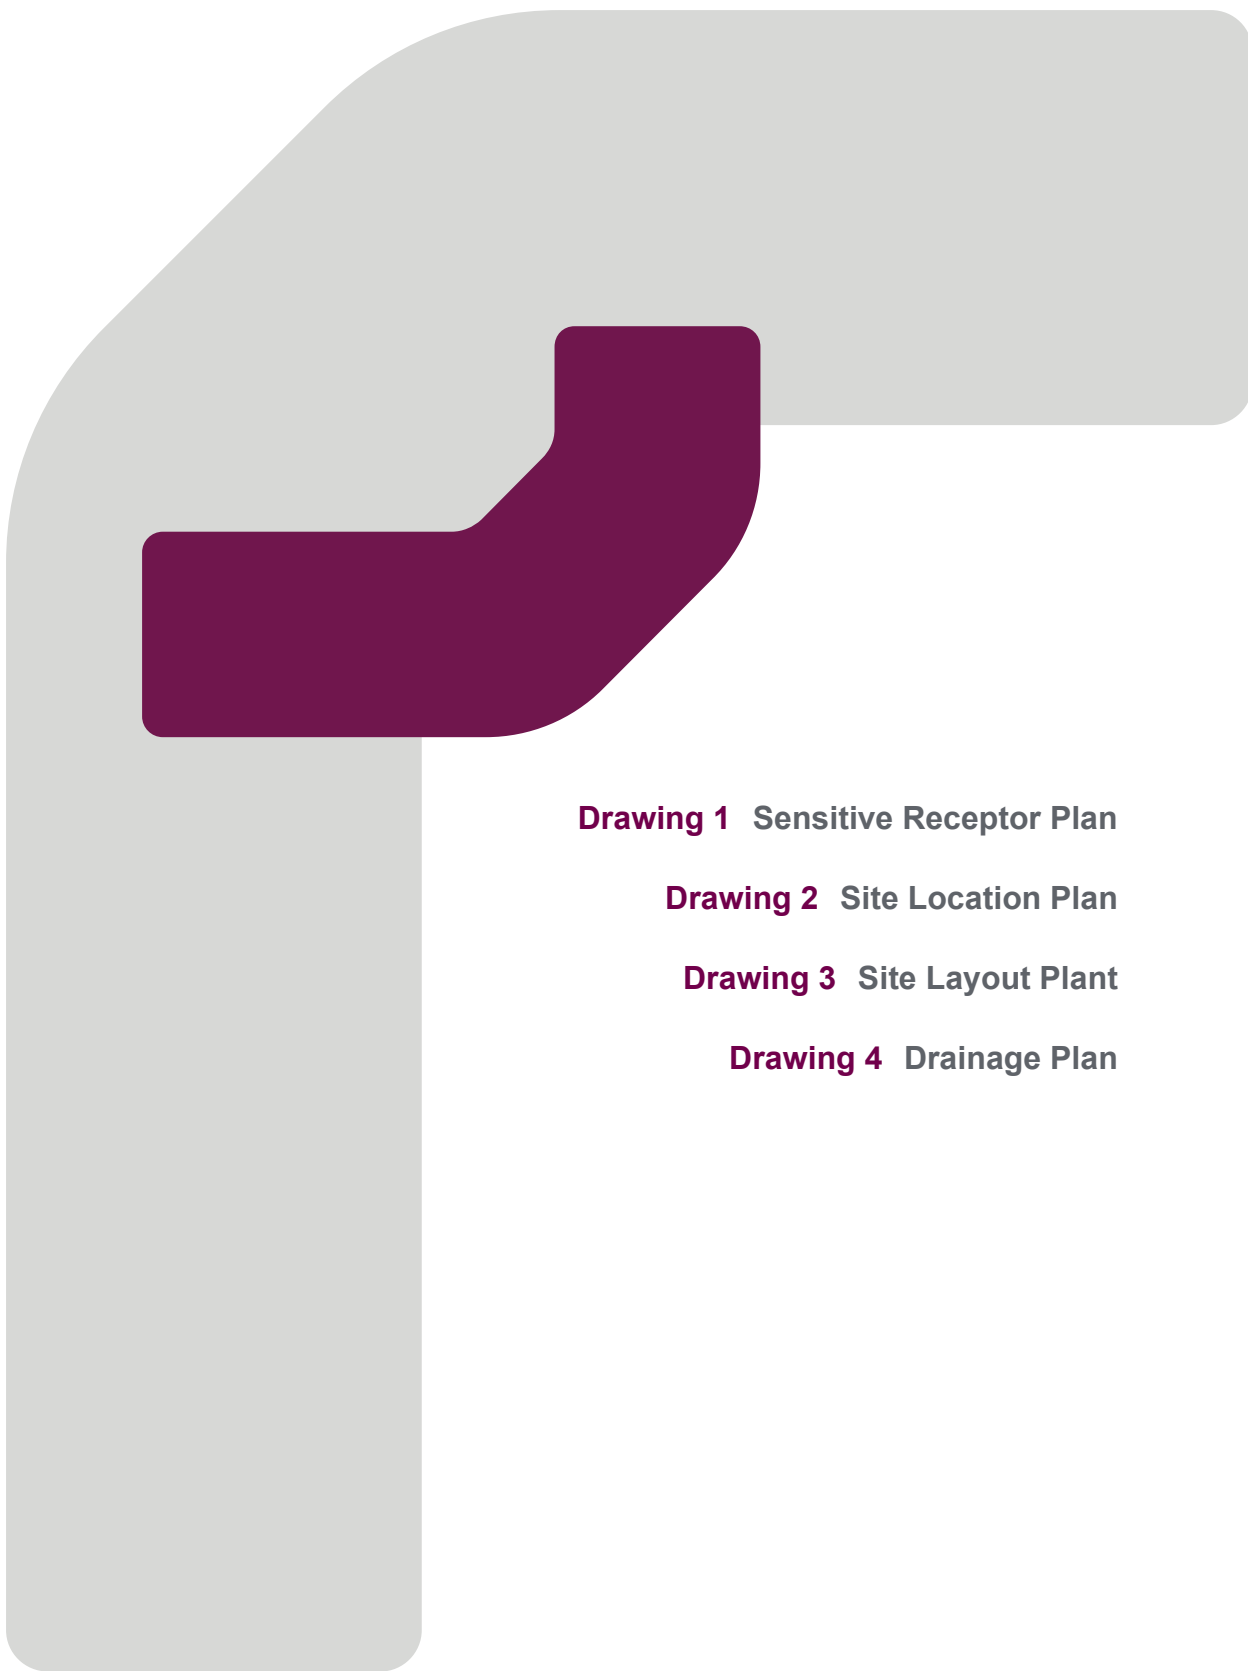 Drawing 1 Sensitive Receptor Plan
Drawing 2 Site Location Plan
Drawing 3 Site Layout Plant
Drawing 4 Drainage Plan